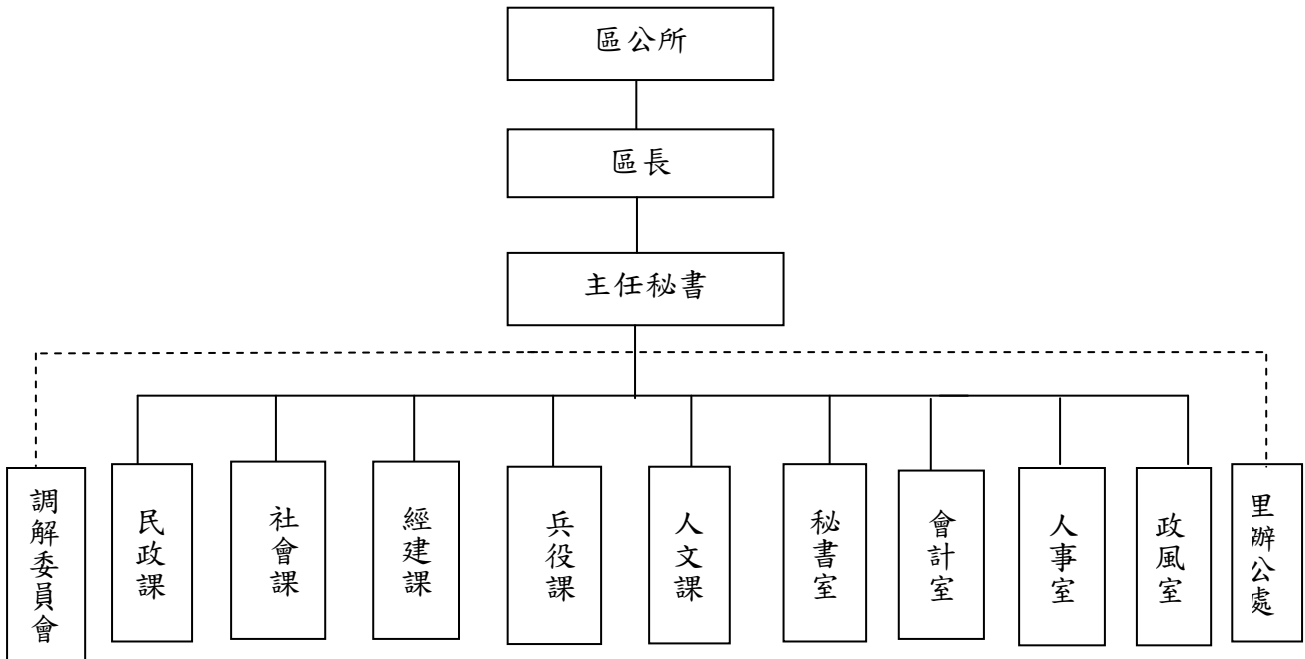 區公所
區長
主任秘書
調解委員會
民政課
社會課
經建課
兵役課
人文課
秘書室
會計室
人事室
政風室
里辦公處